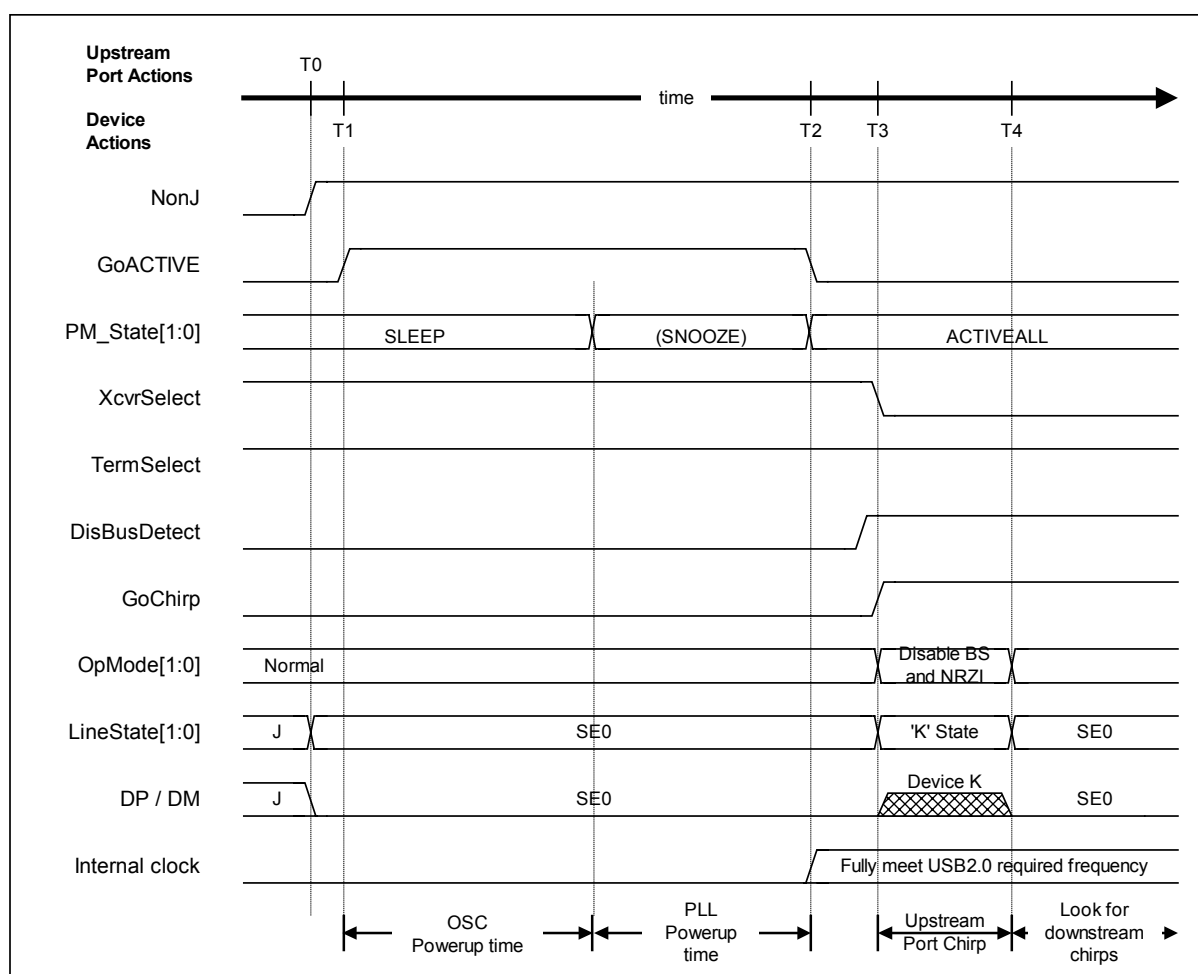 Upstream
Port Actions
T0
time
Device
Actions
T1
T2
T3
T4
NonJ
GoACTIVE
PM_State[1:0]
SLEEP
(SNOOZE)
ACTIVEALL
XcvrSelect
TermSelect
DisBusDetect
GoChirp
OpMode[1:0]
Normal
Disable BS
and NRZI
LineState[1:0]
J
SE0
'K' State
SE0
DP / DM
J
SE0
Device K
SE0
Internal clock
Fully meet USB2.0 required frequency
OSC
Powerup time
PLL
Powerup
time
Upstream
Port Chirp
Look for
downstream
chirps